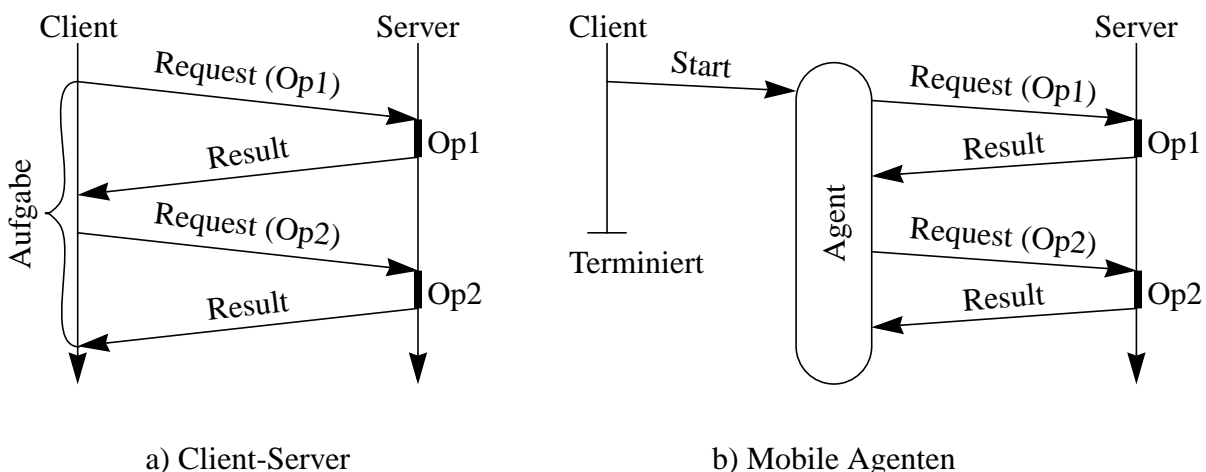 Client
Server
Request (Op1)
Op1
Result
Aufgabe
Request (Op2)
Op2
Result
a) Client-Server
Client
Server
Start
Request (Op1)
Op1
Result
Agent
Request (Op2)
Terminiert
Op2
Result
b) Mobile Agenten